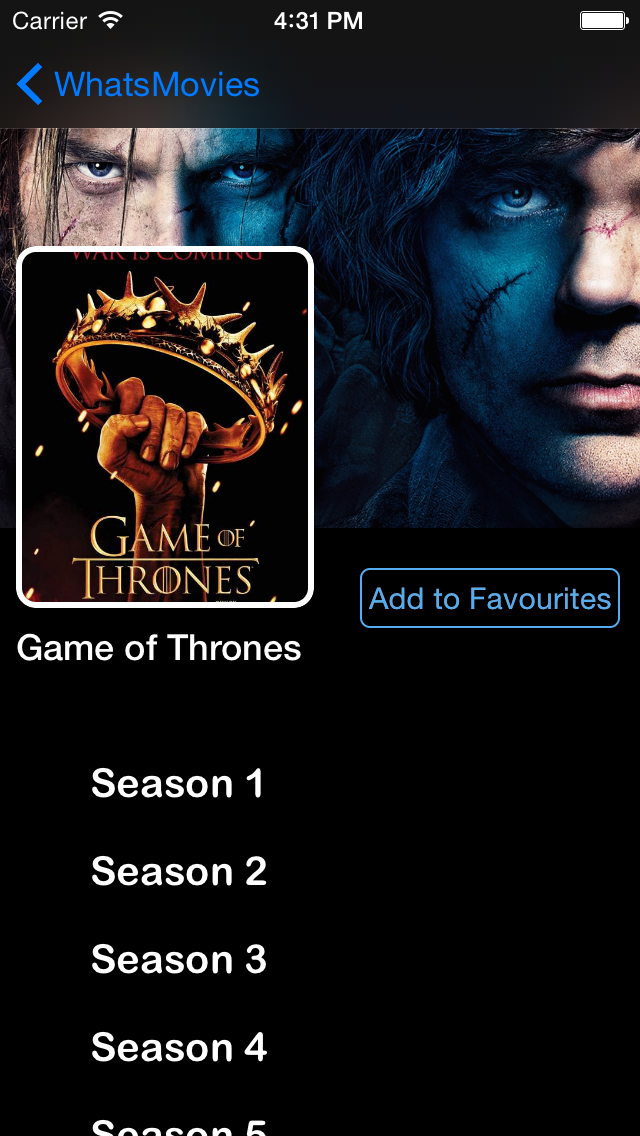 Carrier 4:31 PM
WhatsMovies
WAR IS COMING
GAME OF
THRONES
Add to Favourites
Game of Thrones
Season 1
Season 2
Season 3
Season 4
Season 5